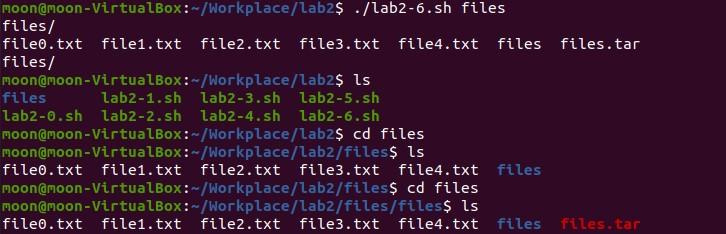 moon@moon-VirtualBox:~/Workplace/lab2$ ./lab2-6.sh files
files/
file0.txt  file1.txt  file2.txt  file3.txt  file4.txt  files  files.tar
files/
moon@moon-VirtualBox:~/Workplace/lab2$ ls
files      lab2-1.sh  lab2-3.sh  lab2-5.sh
lab2-0.sh  lab2-2.sh  lab2-4.sh  lab2-6.sh
moon@moon-VirtualBox:~/Workplace/lab2$ cd files
moon@moon-VirtualBox:~/Workplace/lab2/files$ ls
file0.txt  file1.txt  file2.txt  file3.txt  file4.txt  files
moon@moon-VirtualBox:~/Workplace/lab2/files$ cd files
moon@moon-VirtualBox:~/Workplace/lab2/files/files$ ls
file0.txt  file1.txt  file2.txt  file3.txt  file4.txt  files  files.tar